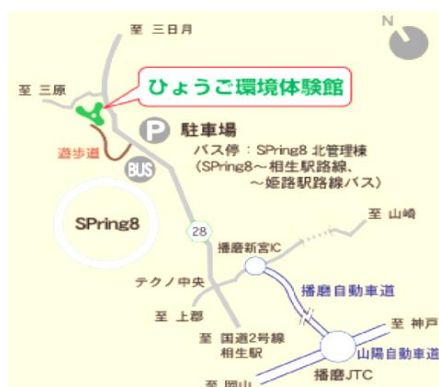 N
至 三日月
至 三原
ひょうご環境体験館
P
駐車場
遊歩道
BUS
バス停：SPring8 北管理棟
（SPring8～相生駅路線、
～姫路駅路線バス）
SPring8
28
至 山崎
播磨新宮IC
テクノ中央
播磨自動車道
至 上郡
至 国道2号線
相生駅
至 神戸
山陽自動車道
播磨JTC
至 岡山